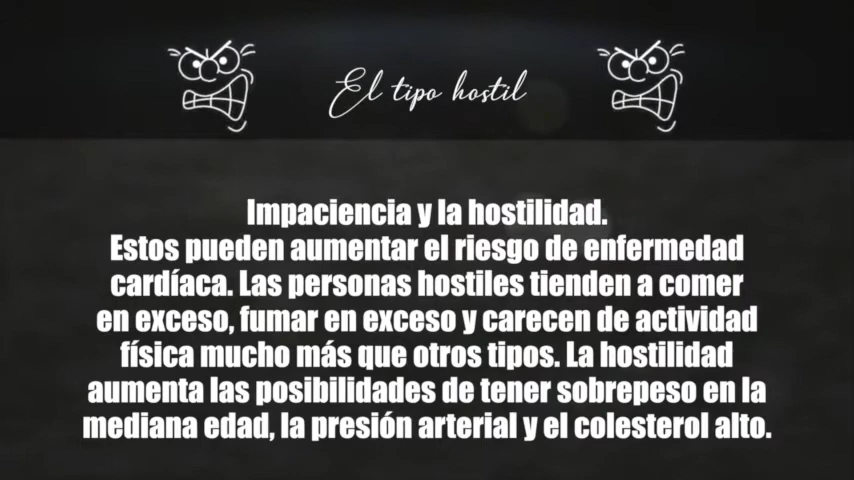 El tipo hostil
Impaciencia y la hostilidad.
Estos pueden aumentar el riesgo de enfermedad
cardíaca. Las personas hostiles tienden a comer
en exceso, fumar en exceso y carecen de actividad
física mucho más que otros tipos. La hostilidad
aumenta las posibilidades de tener sobrepeso en la
mediana edad, la presión arterial y el colesterol alto.